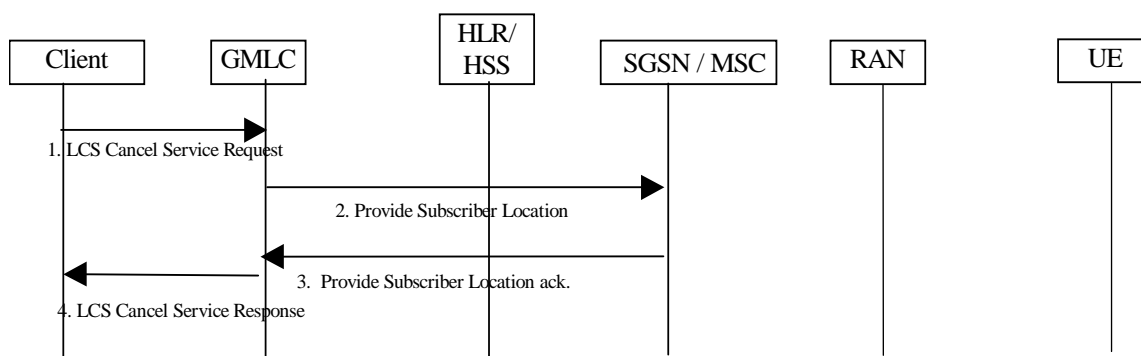 Client
GMLC
HLR/
HSS
SGSN / MSC
RAN
UE
1. LCS Cancel Service Request
2. Provide Subscriber Location
3. Provide Subscriber Location ack.
4. LCS Cancel Service Response